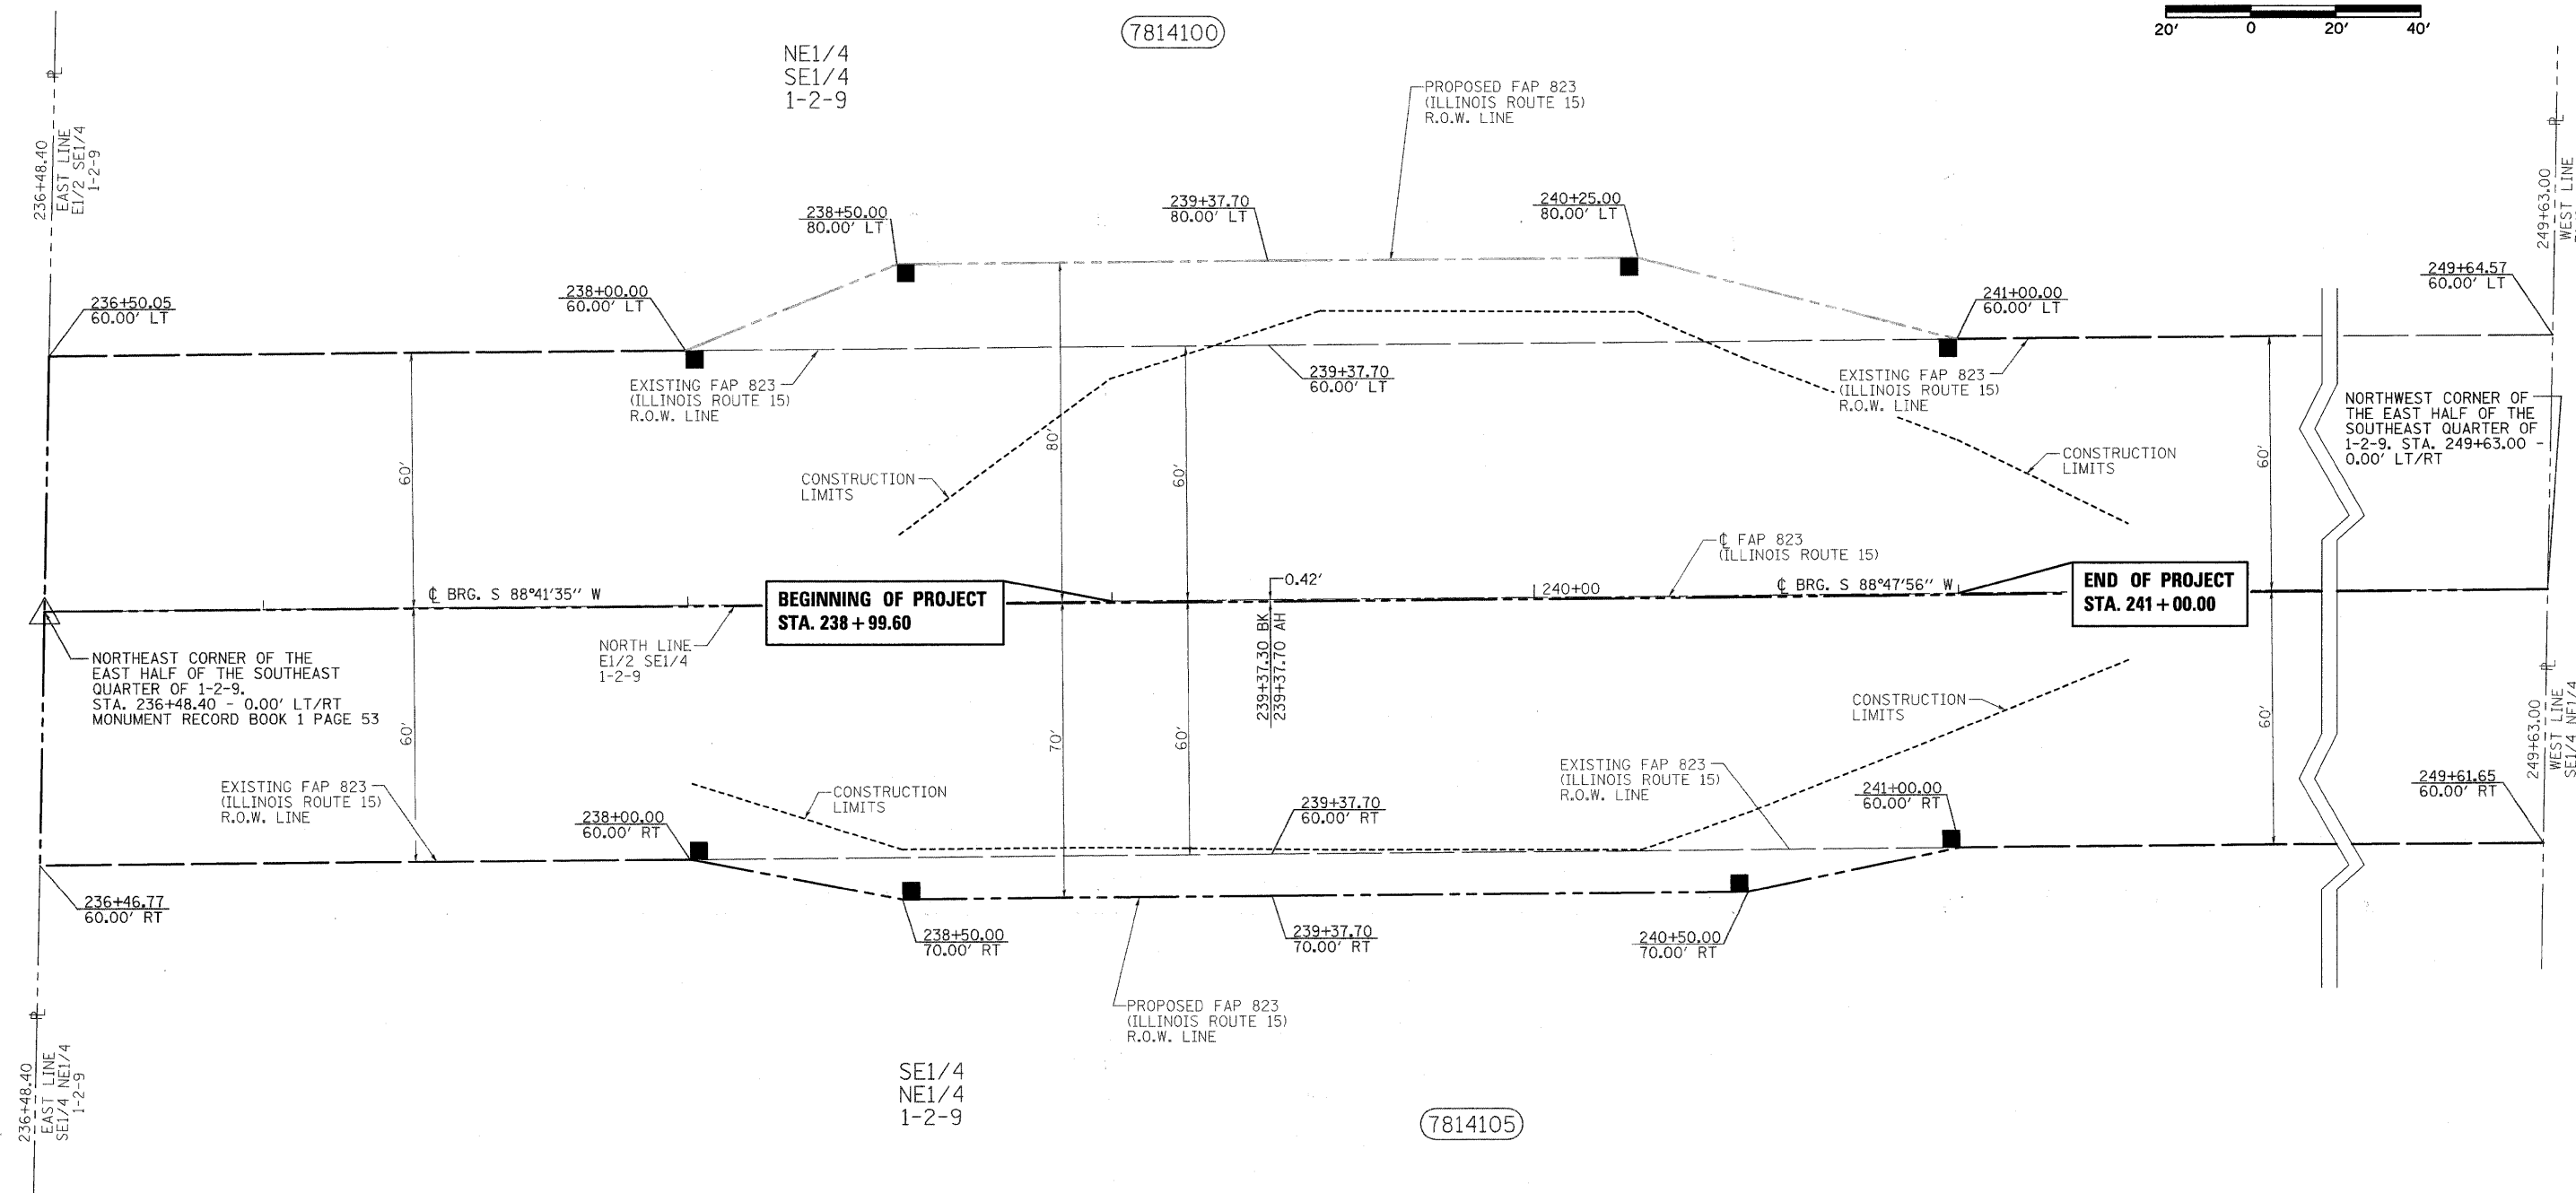 7814100
20' 0 20' 40'
NE1/4
SE1/4
1-2-9
PROPOSED FAP 823
(ILLINOIS ROUTE 15)
R.O.W. LINE
236+48.40
EAST LINE
E1/2 SE1/4
1-2-9
249+63.00
WEST LINE
238+50.00
80.00' LT
239+37.70
80.00' LT
240+25.00
80.00' LT
236+50.05
60.00' LT
238+00.00
60.00' LT
241+00.00
60.00' LT
249+64.57
60.00' LT
EXISTING FAP 823
(ILLINOIS ROUTE 15)
R.O.W. LINE
239+37.70
60.00' LT
EXISTING FAP 823
(ILLINOIS ROUTE 15)
R.O.W. LINE
NORTHWEST CORNER OF
THE EAST HALF OF THE
SOUTHEAST QUARTER OF
1-2-9. STA. 249+63.00 -
0.00' LT/RT
60'
80'
60'
60'
CONSTRUCTION
LIMITS
CONSTRUCTION
LIMITS
℄ FAP 823
(ILLINOIS ROUTE 15)
℄ BRG. S 88°41'35" W
BEGINNING OF PROJECT
STA. 238+99.60
0.42'
240+00
℄ BRG. S 88°47'56" W
END OF PROJECT
STA. 241+00.00
NORTHEAST CORNER OF THE
EAST HALF OF THE SOUTHEAST
QUARTER OF 1-2-9.
STA. 236+48.40 - 0.00' LT/RT
MONUMENT RECORD BOOK 1 PAGE 53
NORTH LINE
E1/2 SE1/4
1-2-9
239+37.30 BK
239+37.70 AH
60'
70'
60'
60'
CONSTRUCTION
LIMITS
249+63.00
WEST LINE
SE1/4 NE1/4
EXISTING FAP 823
(ILLINOIS ROUTE 15)
R.O.W. LINE
CONSTRUCTION
LIMITS
EXISTING FAP 823
(ILLINOIS ROUTE 15)
R.O.W. LINE
238+00.00
60.00' RT
239+37.70
60.00' RT
241+00.00
60.00' RT
249+61.65
60.00' RT
236+46.77
60.00' RT
238+50.00
70.00' RT
239+37.70
70.00' RT
240+50.00
70.00' RT
PROPOSED FAP 823
(ILLINOIS ROUTE 15)
R.O.W. LINE
236+48.40
EAST LINE
SE1/4 NE1/4
1-2-9
SE1/4
NE1/4
1-2-9
7814105